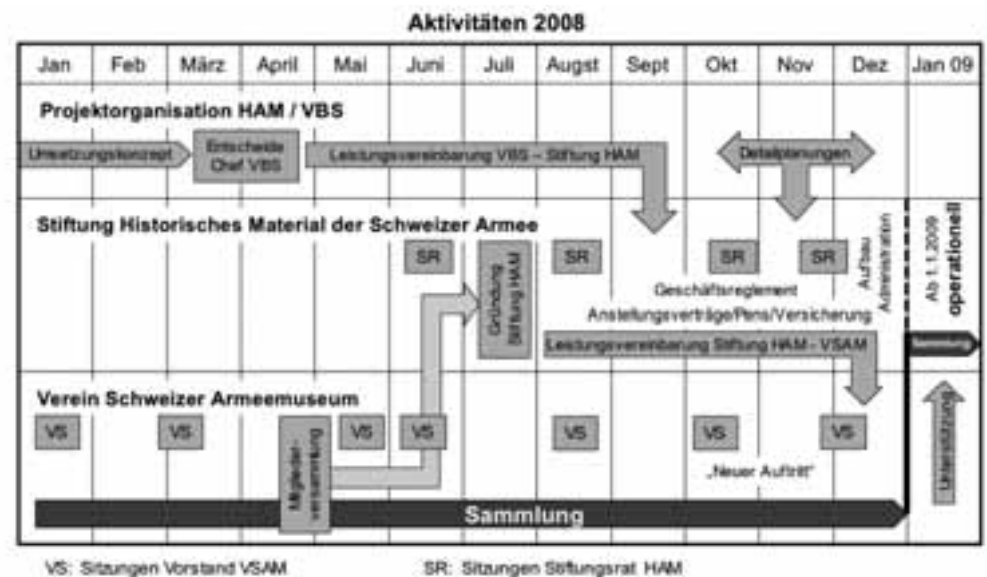 Aktivitäten 2008
Jan Feb März April Mai Juni Juli Augst Sept Okt Nov Dez Jan 09
Projektorganisation HAM / VBS
Umsetzungskonzept
Entscheide
Chef VBS
Leistungsvereinbarung VBS – Stiftung HAM
Detailplanungen
Stiftung Historisches Material der Schweizer Armee
SR
Gründung
Stiftung HAM
SR
SR
SR
Aufbau
Administration
Ab 1.1.2009
operationell
Geschäftsreglement
Anstellungsverträge/Pens/Versicherung
Leistungsvereinbarung Stiftung HAM - VSAM
Sammlung
Verein Schweizer Armeemuseum
VS
VS
Mitglieder-
versammlung
VS
VS
VS
VS
VS
Unterstützung
„Neuer Auftritt"
Sammlung
VS: Sitzungen Vorstand VSAM
SR: Sitzungen Stiftungsrat HAM